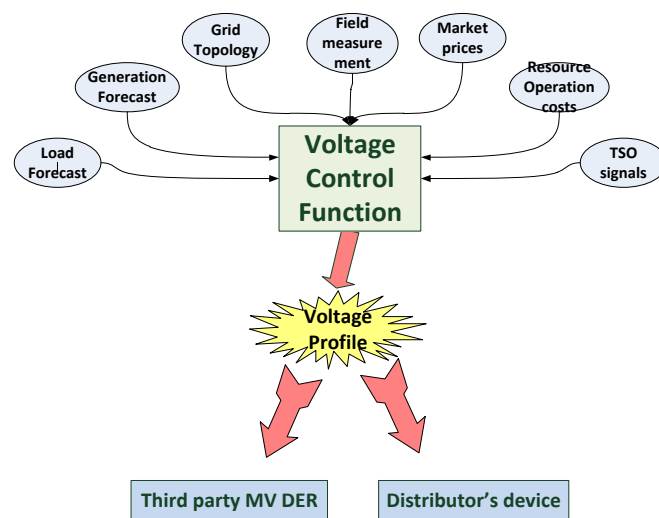 Grid
Topology
Field
measure
ment
Market
prices
Generation
Forecast
Resource
Operation
costs
Load
Forecast
TSO
signals
Voltage
Control
Function
Voltage
Profile
Third party MV DER
Distributor's device